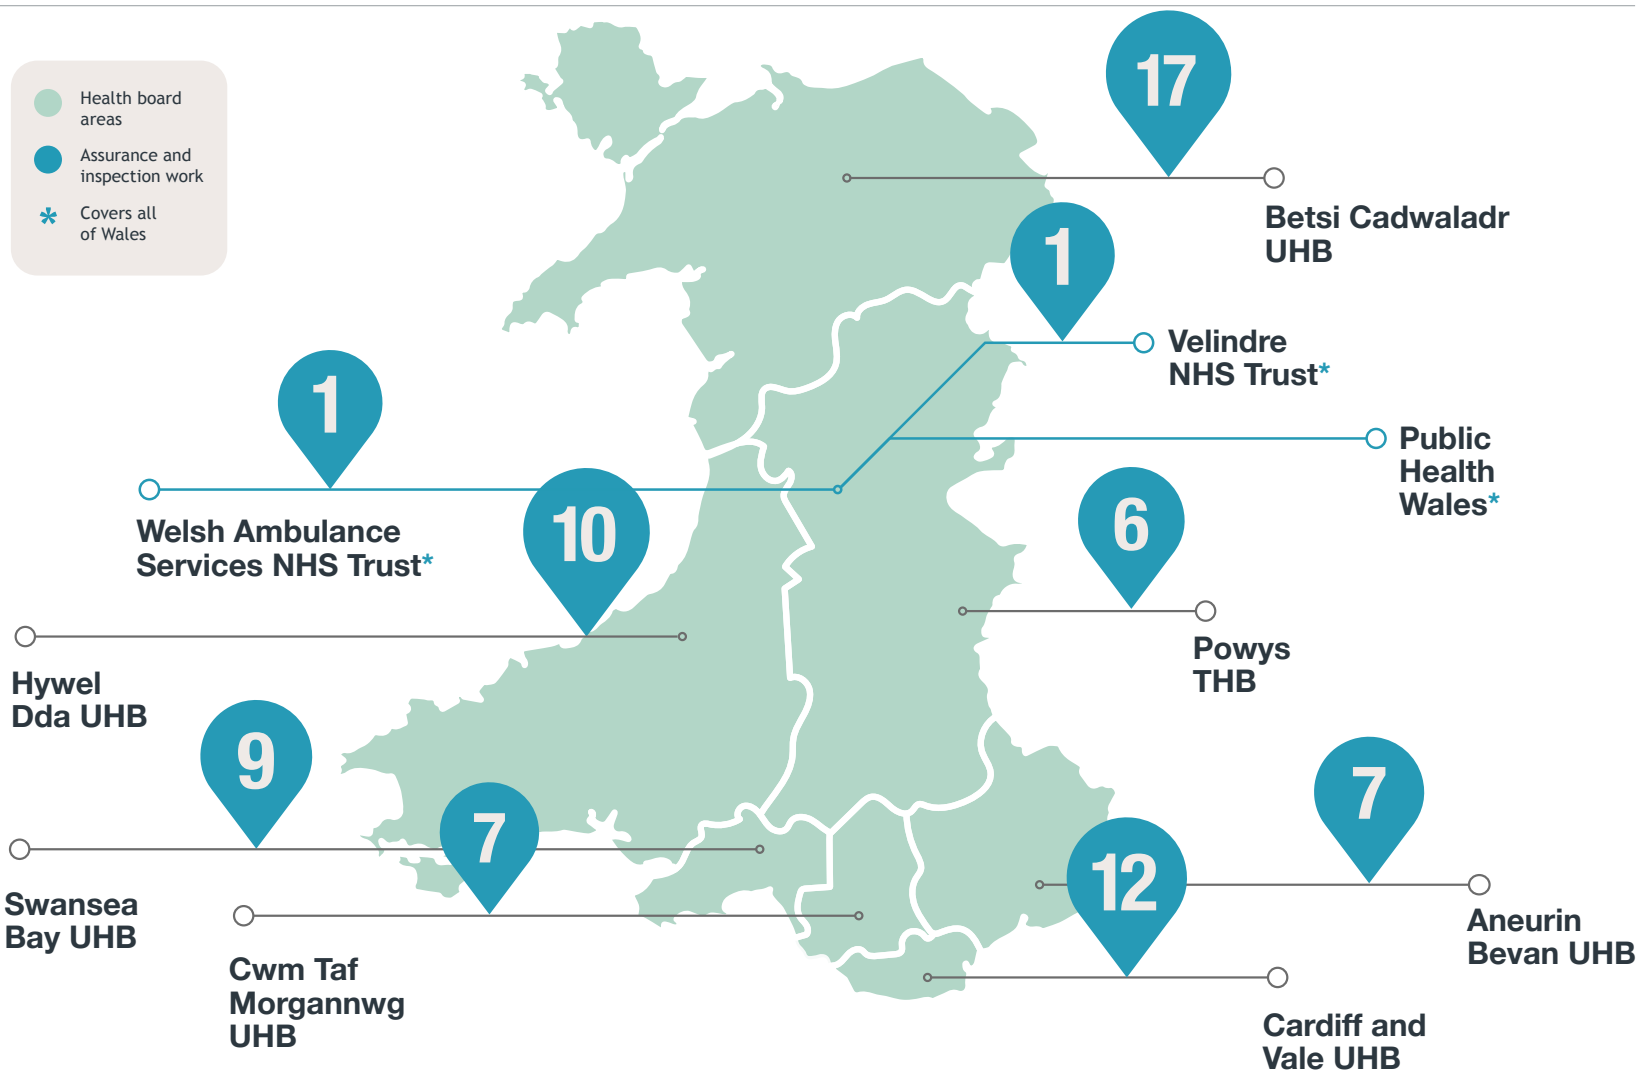 Health board
areas
Assurance and
inspection work
* Covers all
of Wales
17
Betsi Cadwaladr
UHB
1
Velindre
NHS Trust*
Public
Health
Wales*
1
Welsh Ambulance
Services NHS Trust*
10
Hywel
Dda UHB
6
Powys
THB
9
Swansea
Bay UHB
7
Cwm Taf
Morgannwg
UHB
7
Aneurin
Bevan UHB
12
Cardiff and
Vale UHB